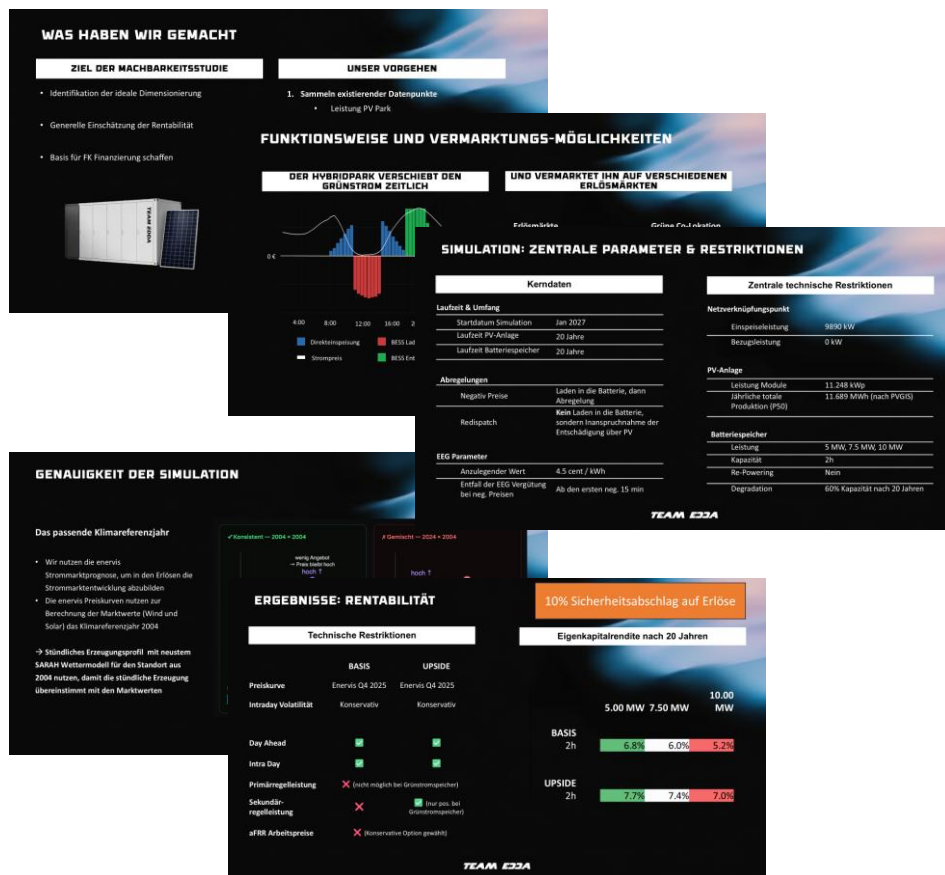 WAS HABEN WIR GEMACHT
ZIEL DER MACHBARKEITSSTUDIE
• Identifikation der ideale Dimensionierung
• Generelle Einschätzung der Rentabilität
• Basis für FK Finanzierung schaffen
TEAM EDDA
UNSER VORGEHEN
1. Sammeln existierender Datenpunkte
• Leistung PV Park
FUNKTIONSWEISE UND VERMARKTUNGS-MÖGLICHKEITEN
DER HYBRIDPARK VERSCHIEBT DEN
GRÜNSTROM ZEITLICH
0 €
4:00 8:00 12:00 16:00 2
Direkteinspeisung BESS Lad
Strompreis BESS Ent
UND VERMARKTET IHN AUF VERSCHIEDENEN
ERLÖSMÄRKTEN
Erlösmärkte Grüne Co-Lokation
SIMULATION: ZENTRALE PARAMETER & RESTRIKTIONEN
Kerndaten
Laufzeit & Umfang
Startdatum Simulation Jan 2027
Laufzeit PV-Anlage 20 Jahre
Laufzeit Batteriespeicher 20 Jahre
Abregelungen
Negativ Preise Laden in die Batterie, dann
Abregelung
Redispatch Kein Laden in die Batterie,
sondern Inanspruchnahme der
Entschädigung über PV
EEG Parameter
Anzulegender Wert 4.5 cent / kWh
Entfall der EEG Vergütung
bei neg. Preisen Ab den ersten neg. 15 min
Zentrale technische Restriktionen
Netzverknüpfungspunkt
Einspeiseleistung 9890 kW
Bezugsleistung 0 kW
PV-Anlage
Leistung Module 11.248 kWp
Jährliche totale
Produktion (P50) 11.689 MWh (nach PVGIS)
Batteriespeicher
Leistung 5 MW, 7.5 MW, 10 MW
Kapazität 2h
Re-Powering Nein
Degradation 60% Kapazität nach 20 Jahren
TEAM EDDA
GENAUIGKEIT DER SIMULATION
Das passende Klimareferenzjahr
• Wir nutzen die enervis
Strommarktprognose, um in den Erlösen die
Strommarktentwicklung abzubilden
• Die enervis Preiskurven nutzen zur
Berechnung der Marktwerte (Wind und
Solar) das Klimareferenzjahr 2004
→ Stündliches Erzeugungsprofil mit neustem
SARAH Wettermodell für den Standort aus
2004 nutzen, damit die stündliche Erzeugung
übereinstimmt mit den Marktwerten
✓ Konsistent — 2004 × 2004
wenig Angebot
→ Preis bleibt hoch
hoch ↑
✗ Gemischt — 2024 × 2004
hoch ↑
ERGEBNISSE: RENTABILITÄT
10% Sicherheitsabschlag auf Erlöse
Technische Restriktionen
BASIS UPSIDE
Preiskurve Enervis Q4 2025 Enervis Q4 2025
Intraday Volatilität Konservativ Konservativ
Day Ahead ✅ ✅
Intra Day ✅ ✅
Primärregelleistung ❌ (nicht möglich bei Grünstromspeicher)
Sekundär-
regelleistung ❌ ✅ (nur pos. bei
Grünstromspeicher)
aFRR Arbeitspreise ❌ (Konservative Option gewählt)
Eigenkapitalrendite nach 20 Jahren
5.00 MW 7.50 MW 10.00
MW
BASIS
2h 6.8% 6.0% 5.2%
UPSIDE
2h 7.7% 7.4% 7.0%
TEAM EDDA